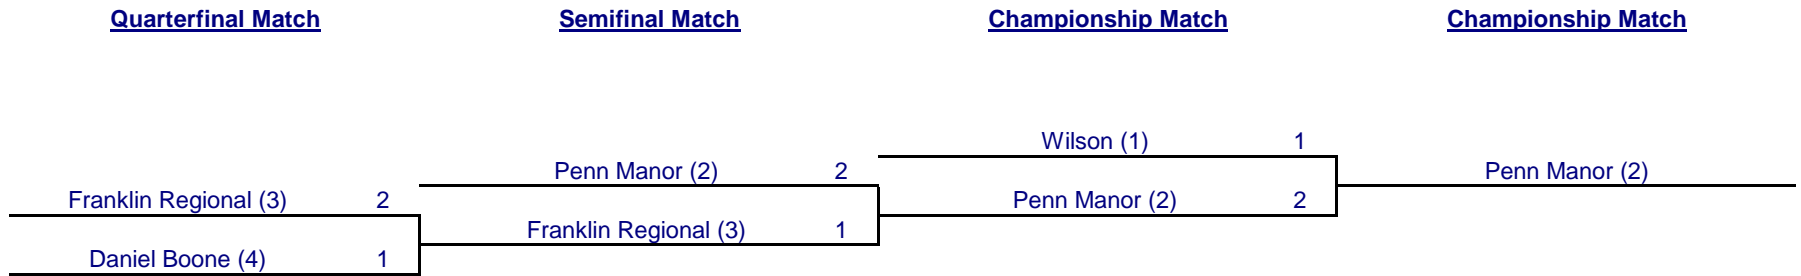 Quarterfinal Match Semifinal Match Championship Match Championship Match
Wilson (1) 1
Penn Manor (2) 2 Penn Manor (2)
Franklin Regional (3) 2 Penn Manor (2) 2
Franklin Regional (3) 1
Daniel Boone (4) 1